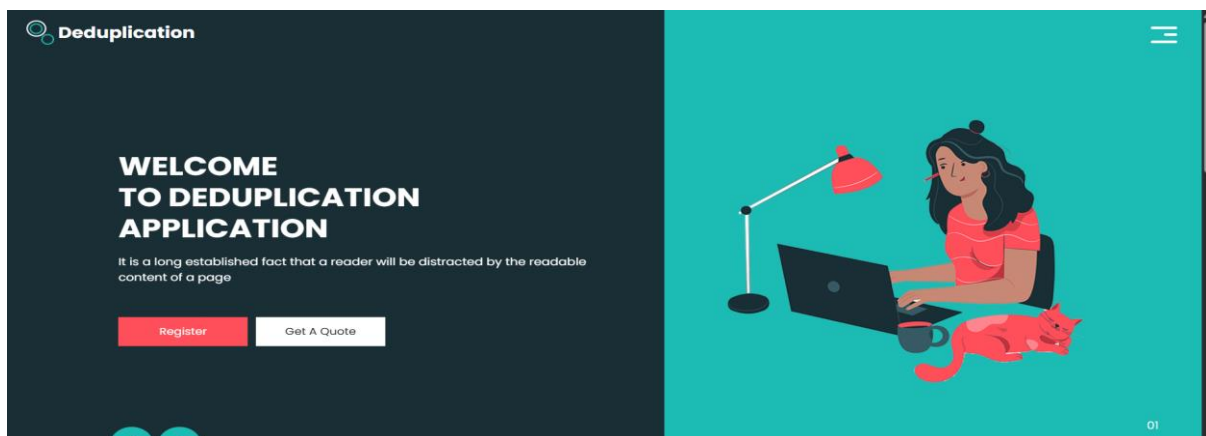 Deduplication
WELCOME
TO DEDUPLICATION
APPLICATION
It is a long established fact that a reader will be distracted by the readable
content of a page
Register
Get A Quote
01